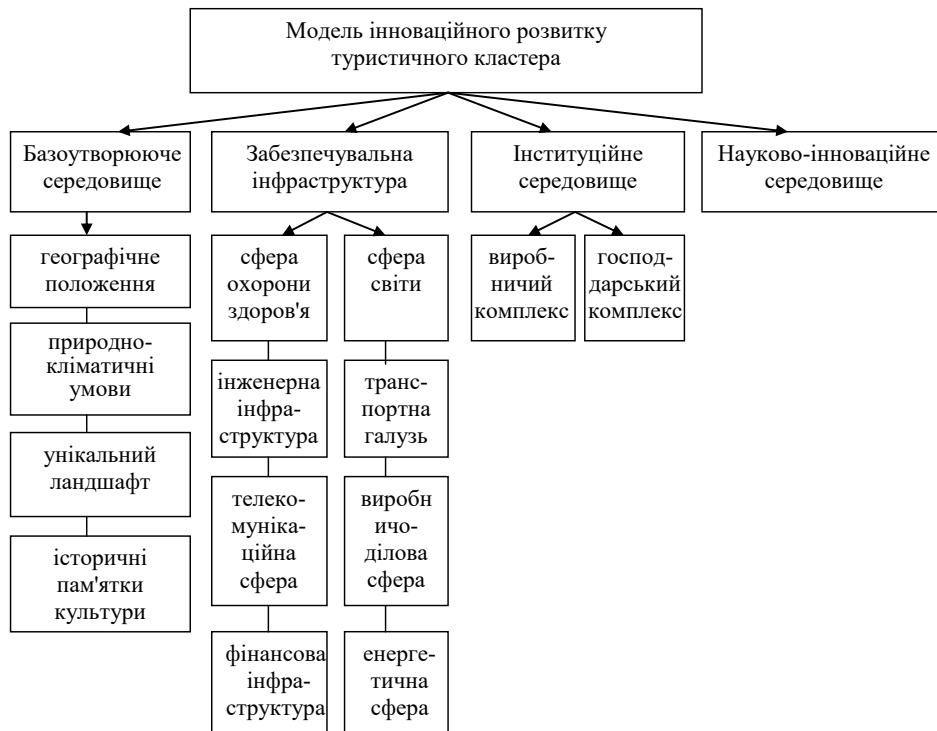 Модель інноваційного розвитку
туристичного кластера
Базоутворююче
середовище
Забезпечувальна
інфраструктура
Інституційне
середовище
Науково-інноваційне
середовище
географічне
положення
природно-
кліматичні
умови
унікальний
ландшафт
історичні
пам'ятки
культури
сфера
охорони
здоров'я
інженерна
інфра-
структура
телеко-
муніка-
ційна
сфера
фінансова
інфра-
структура
сфера
світи
транс-
портна
галузь
виробн
ичо-
ділова
сфера
енерге-
тична
сфера
вироб-
ничий
комплекс
господ-
дарський
комплекс